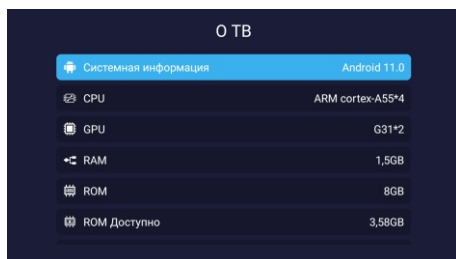 О ТВ
Системная информация Android 11.0
CPU ARM cortex-A55*4
GPU G31*2
RAM 1,5GB
ROM 8GB
ROM Доступно 3,58GB